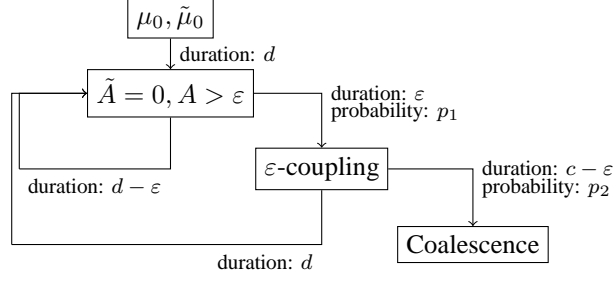 μ₀, μ̃₀
duration: d
Ã = 0, A > ε
duration: ε
probability: p₁
duration: d − ε
ε-coupling
duration: c − ε
probability: p₂
Coalescence
duration: d